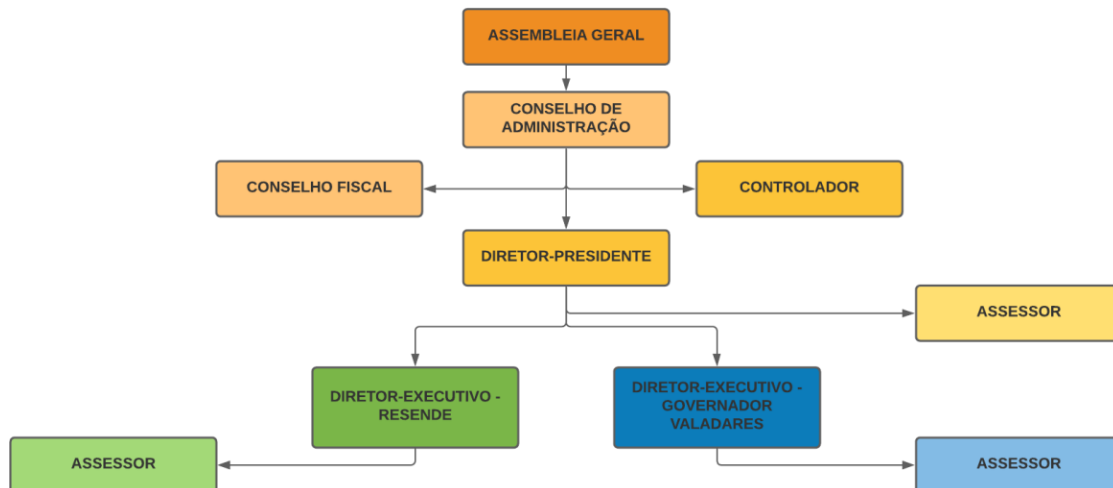 ASSEMBLEIA GERAL
CONSELHO DE
ADMINISTRAÇÃO
CONSELHO FISCAL
CONTROLADOR
DIRETOR-PRESIDENTE
ASSESSOR
DIRETOR-EXECUTIVO -
RESENDE
DIRETOR-EXECUTIVO -
GOVERNADOR
VALADARES
ASSESSOR
ASSESSOR